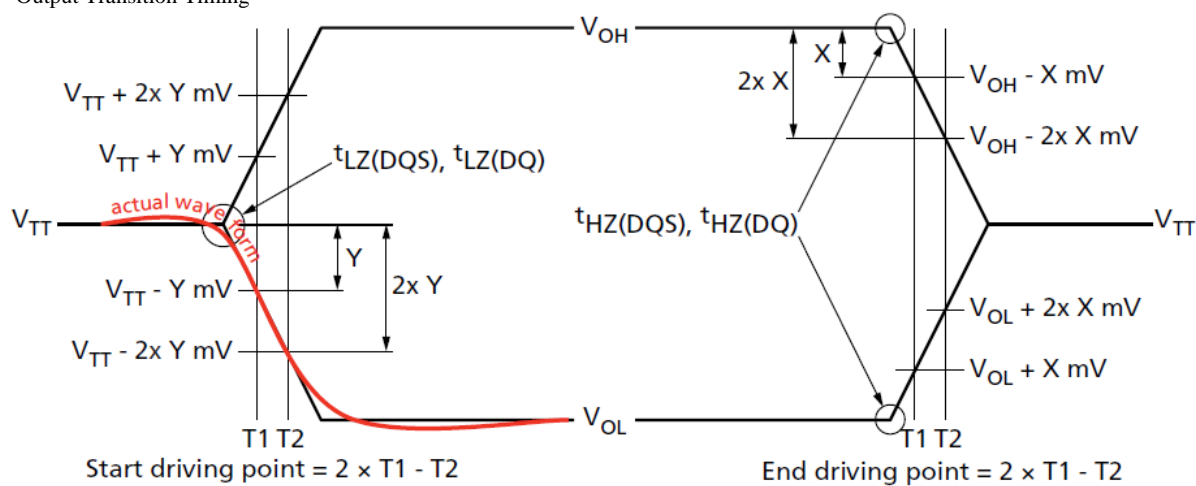 Output Transition Timing
VOH
X
2x X
VOH - X mV
VTT + 2x Y mV
VOH - 2x X mV
VTT + Y mV
tLZ(DQS), tLZ(DQ)
actual wave form
VTT
tHZ(DQS), tHZ(DQ)
VTT
Y
2x Y
VTT - Y mV
VOL + 2x X mV
VTT - 2x Y mV
VOL + X mV
VOL
T1 T2
T1 T2
Start driving point = 2 × T1 - T2
End driving point = 2 × T1 - T2